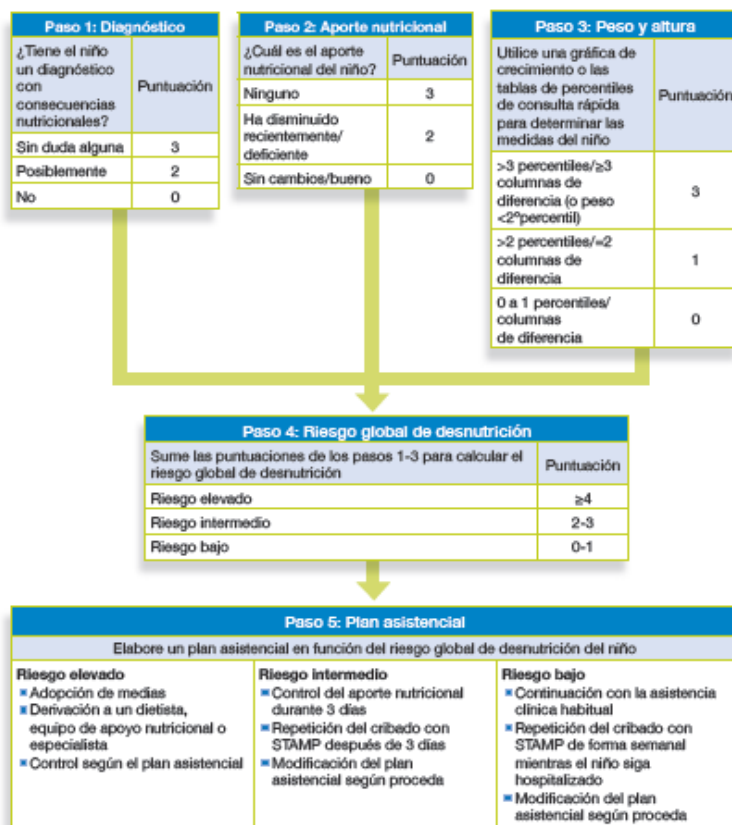 Paso 1: Diagnóstico
¿Tiene el niño
un diagnóstico
con
consecuencias
nutricionales?
Puntuación
Sin duda alguna 3
Posiblemente 2
No 0
Paso 2: Aporte nutricional
¿Cuál es el aporte
nutricional del niño?
Puntuación
Ninguno 3
Ha disminuido
recientemente/
deficiente
2
Sin cambios/bueno 0
Paso 3: Peso y altura
Utilice una gráfica de
crecimiento o las
tablas de percentiles
de consulta rápida
para determinar las
medidas del niño
Puntuación
>3 percentiles/≥3
columnas de
diferencia (o peso
<2ºpercentil)
3
>2 percentiles/=2
columnas de
diferencia
1
0 a 1 percentiles/
columnas
de diferencia
0
Paso 4: Riesgo global de desnutrición
Sume las puntuaciones de los pasos 1-3 para calcular el
riesgo global de desnutrición
Puntuación
Riesgo elevado ≥4
Riesgo intermedio 2-3
Riesgo bajo 0-1
Paso 5: Plan asistencial
Elabore un plan asistencial en función del riesgo global de desnutrición del niño
Riesgo elevado
Adopción de medias
Derivación a un dietista,
equipo de apoyo nutricional o
especialista
Control según el plan asistencial
Riesgo intermedio
Control del aporte nutricional
durante 3 días
Repetición del cribado con
STAMP después de 3 días
Modificación del plan
asistencial según proceda
Riesgo bajo
Continuación con la asistencia
clínica habitual
Repetición del cribado con
STAMP de forma semanal
mientras el niño siga
hospitalizado
Modificación del plan
asistencial según proceda